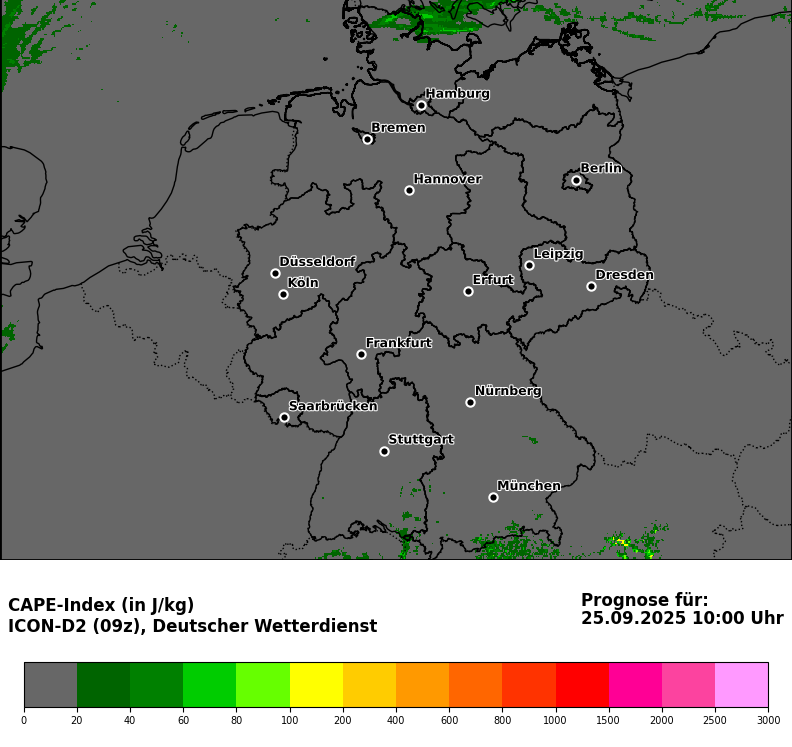 Hamburg
Bremen
Berlin
Hannover
Leipzig
Düsseldorf
Dresden
Köln
Erfurt
Frankfurt
Nürnberg
Saarbrücken
Stuttgart
München
CAPE-Index (in J/kg)
ICON-D2 (09z), Deutscher Wetterdienst
Prognose für:
25.09.2025 10:00 Uhr
0 20 40 60 80 100 200 400 600 800 1000 1500 2000 2500 3000